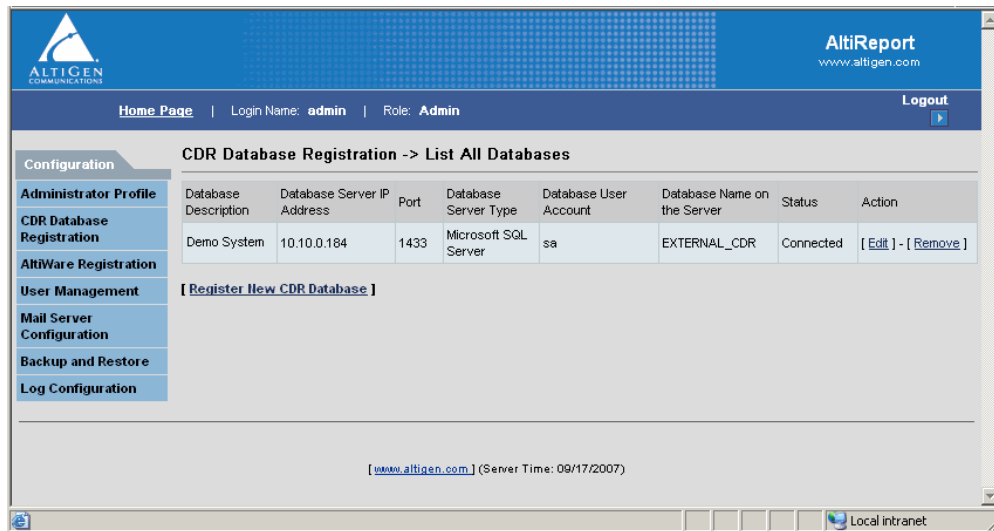 ALTIGEN
COMMUNICATIONS
AltiReport
www.altigen.com
Home Page | Login Name: admin | Role: Admin
Logout
Configuration
Administrator Profile
CDR Database
Registration
AltiWare Registration
User Management
Mail Server
Configuration
Backup and Restore
Log Configuration
CDR Database Registration -> List All Databases
Database Description Database Server IP Address Port Database Server Type Database User Account Database Name on the Server Status Action
Demo System 10.10.0.184 1433 Microsoft SQL Server sa EXTERNAL_CDR Connected [ Edit ] - [ Remove ]
[ Register New CDR Database ]
[ www.altigen.com ] (Server Time: 09/17/2007)
Local intranet